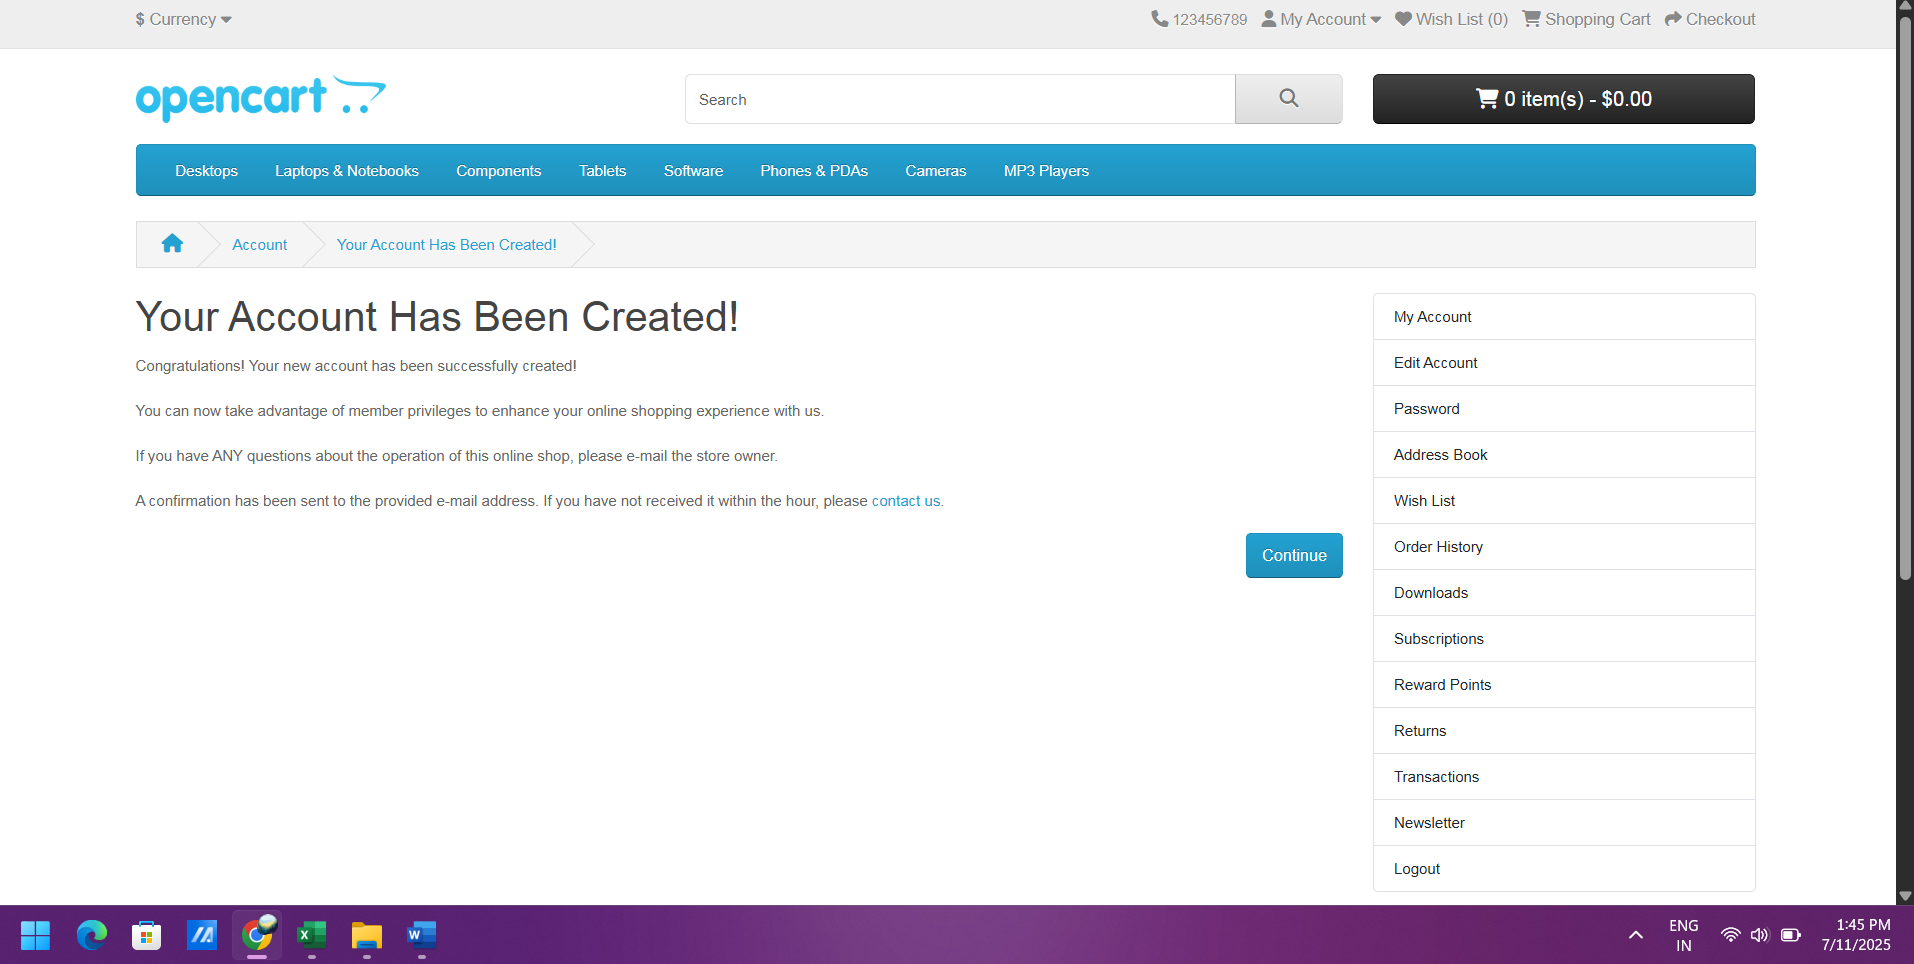 $ Currency
123456789 My Account Wish List (0) Shopping Cart Checkout
opencart
Search
0 item(s) - $0.00
Desktops Laptops & Notebooks Components Tablets Software Phones & PDAs Cameras MP3 Players
Account Your Account Has Been Created!
Your Account Has Been Created!
Congratulations! Your new account has been successfully created!
You can now take advantage of member privileges to enhance your online shopping experience with us.
If you have ANY questions about the operation of this online shop, please e-mail the store owner.
A confirmation has been sent to the provided e-mail address. If you have not received it within the hour, please contact us.
Continue
My Account
Edit Account
Password
Address Book
Wish List
Order History
Downloads
Subscriptions
Reward Points
Returns
Transactions
Newsletter
Logout
X
W
ENG
IN
1:45 PM
7/11/2025